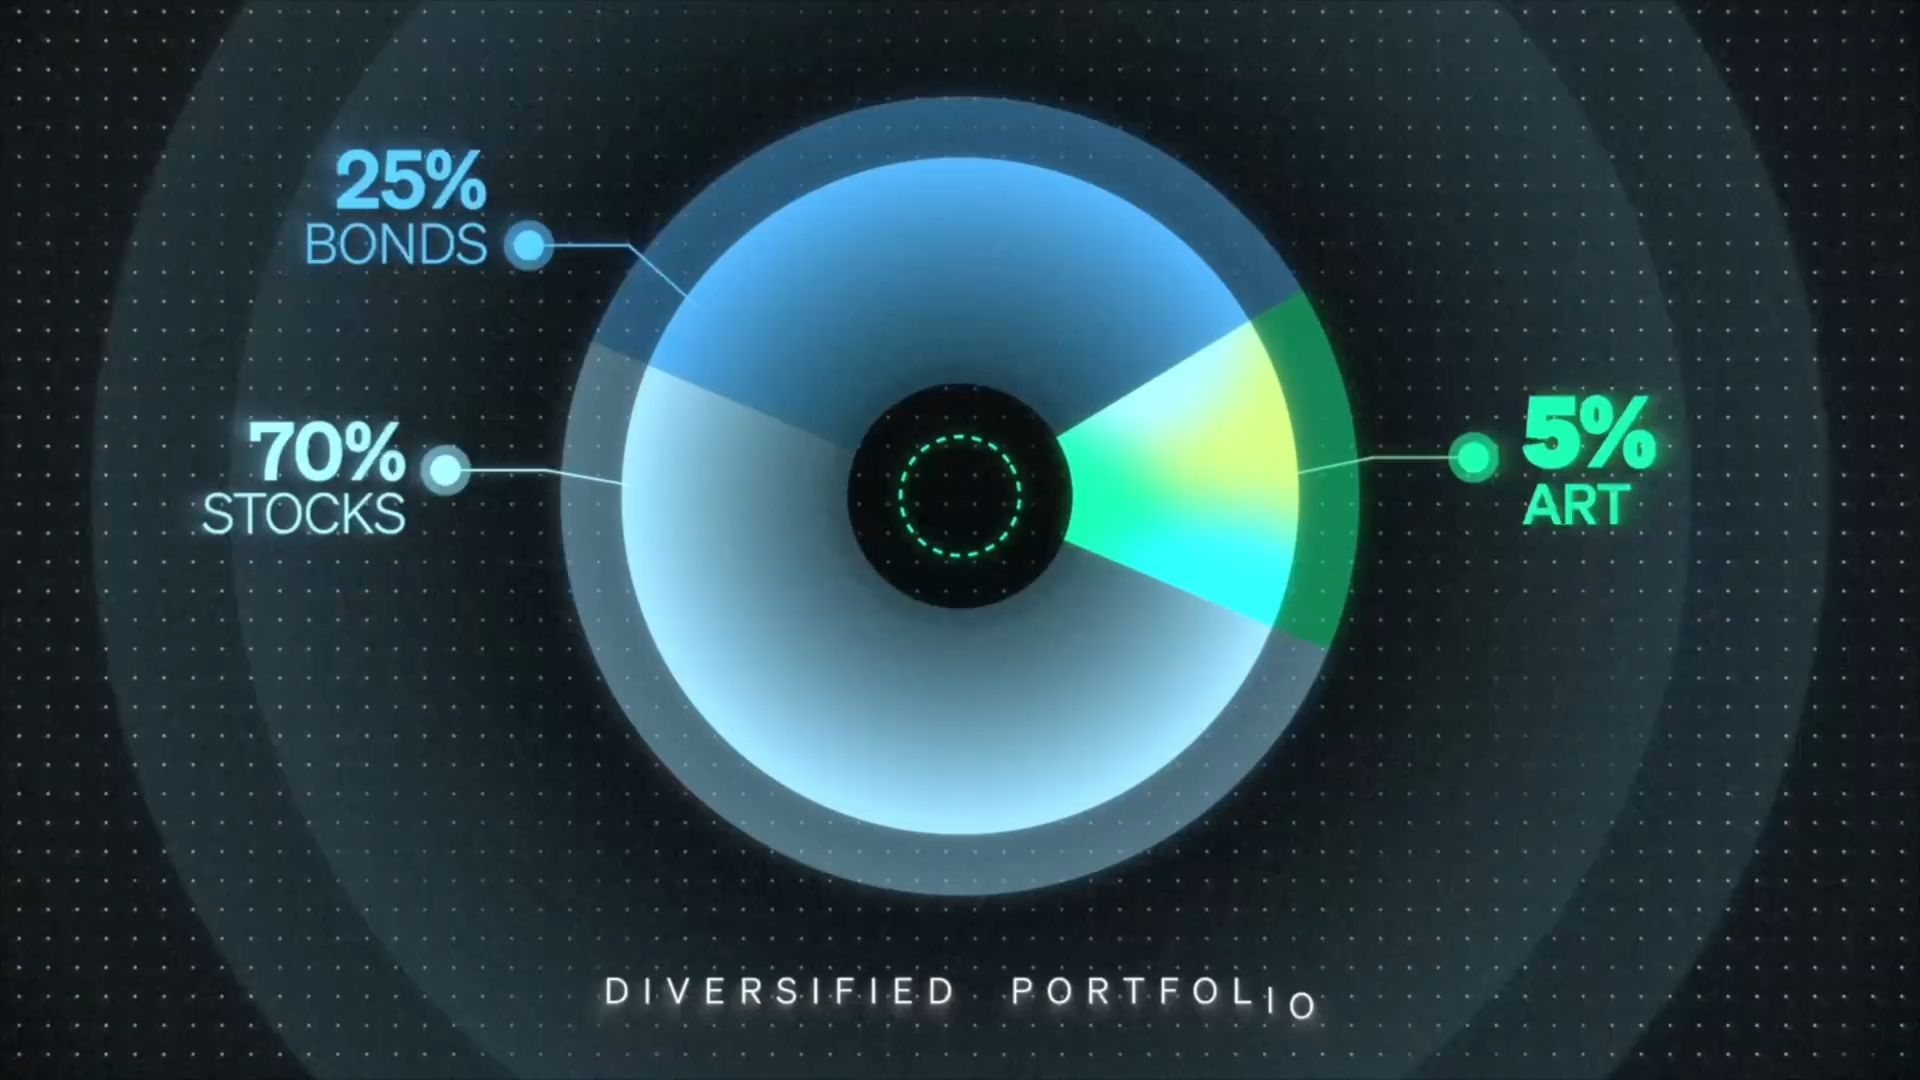 25%
BONDS
70%
STOCKS
5%
ART
DIVERSIFIED PORTFOLIO